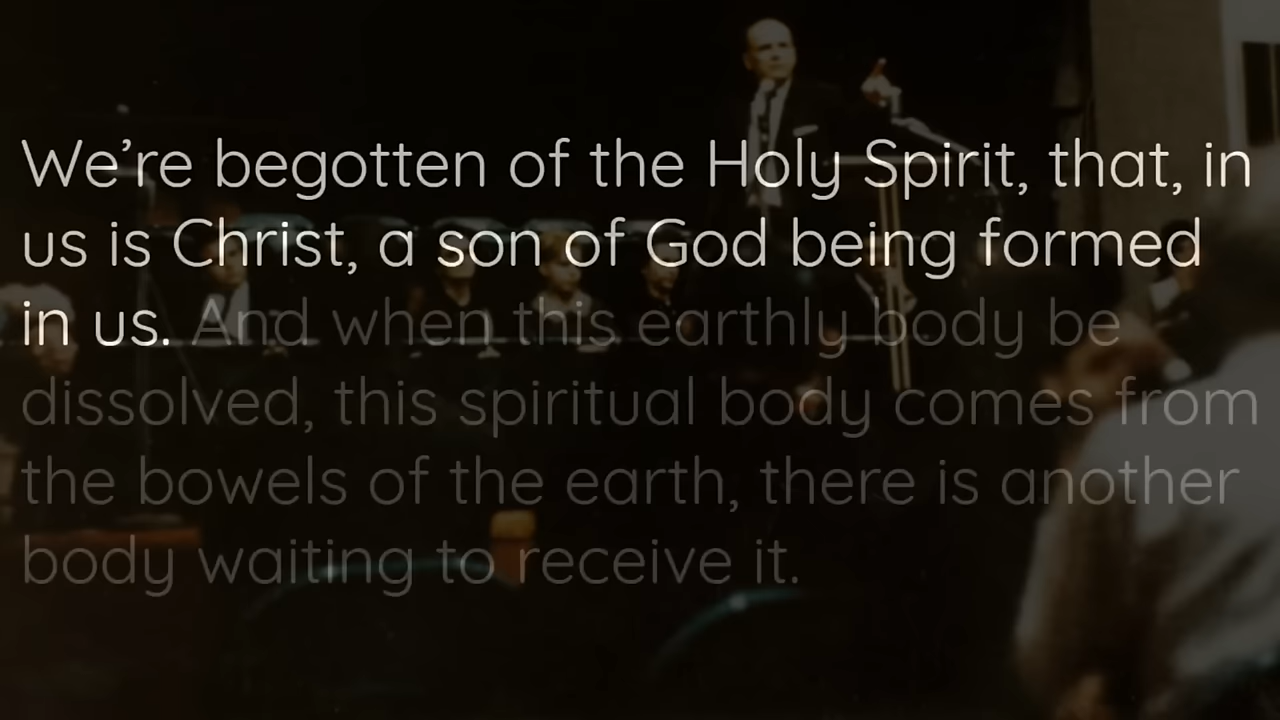 We’re begotten of the Holy Spirit, that, in
us is Christ, a son of God being formed
in us. And when this earthly body be
dissolved, this spiritual body comes from
the bowels of the earth, there is another
body waiting to receive it.